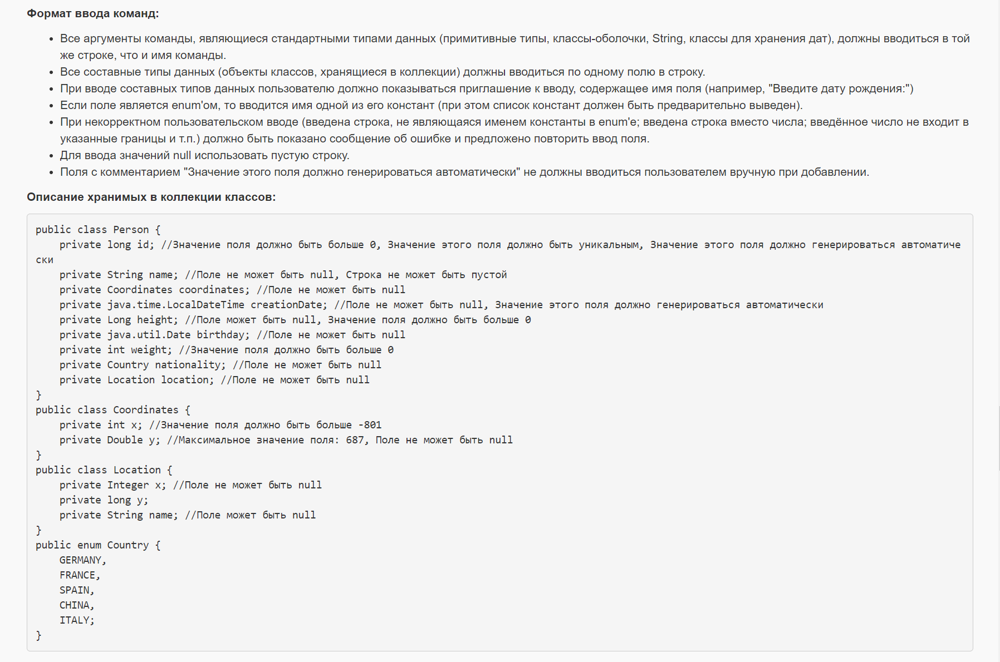 Формат ввода команд:
• Все аргументы команды, являющиеся стандартными типами данных (примитивные типы, классы-оболочки, String, классы для хранения дат), должны вводиться в той
же строке, что и имя команды.
• Все составные типы данных (объекты классов, хранящиеся в коллекции) должны вводиться по одному полю в строку.
• При вводе составных типов данных пользователю должно показываться приглашение к вводу, содержащее имя поля (например, "Введите дату рождения:")
• Если поле является enum'ом, то вводится имя одной из его констант (при этом список констант должен быть предварительно выведен).
• При некорректном пользовательском вводе (введена строка, не являющаяся именем константы в enum'е; введена строка вместо числа; введённое число не входит в
указанные границы и т.п.) должно быть показано сообщение об ошибке и предложено повторить ввод поля.
• Для ввода значений null использовать пустую строку.
• Поля с комментарием "Значение этого поля должно генерироваться автоматически" не должны вводиться пользователем вручную при добавлении.
Описание хранимых в коллекции классов:
public class Person {
    private long id; //Значение поля должно быть больше 0, Значение этого поля должно быть уникальным, Значение этого поля должно генерироваться автоматиче
ски
    private String name; //Поле не может быть null, Строка не может быть пустой
    private Coordinates coordinates; //Поле не может быть null
    private java.time.LocalDateTime creationDate; //Поле не может быть null, Значение этого поля должно генерироваться автоматически
    private Long height; //Поле может быть null, Значение поля должно быть больше 0
    private java.util.Date birthday; //Поле не может быть null
    private int weight; //Значение поля должно быть больше 0
    private Country nationality; //Поле не может быть null
    private Location location; //Поле не может быть null
}
public class Coordinates {
    private int x; //Значение поля должно быть больше -801
    private Double y; //Максимальное значение поля: 687, Поле не может быть null
}
public class Location {
    private Integer x; //Поле не может быть null
    private long y;
    private String name; //Поле может быть null
}
public enum Country {
    GERMANY,
    FRANCE,
    SPAIN,
    CHINA,
    ITALY;
}